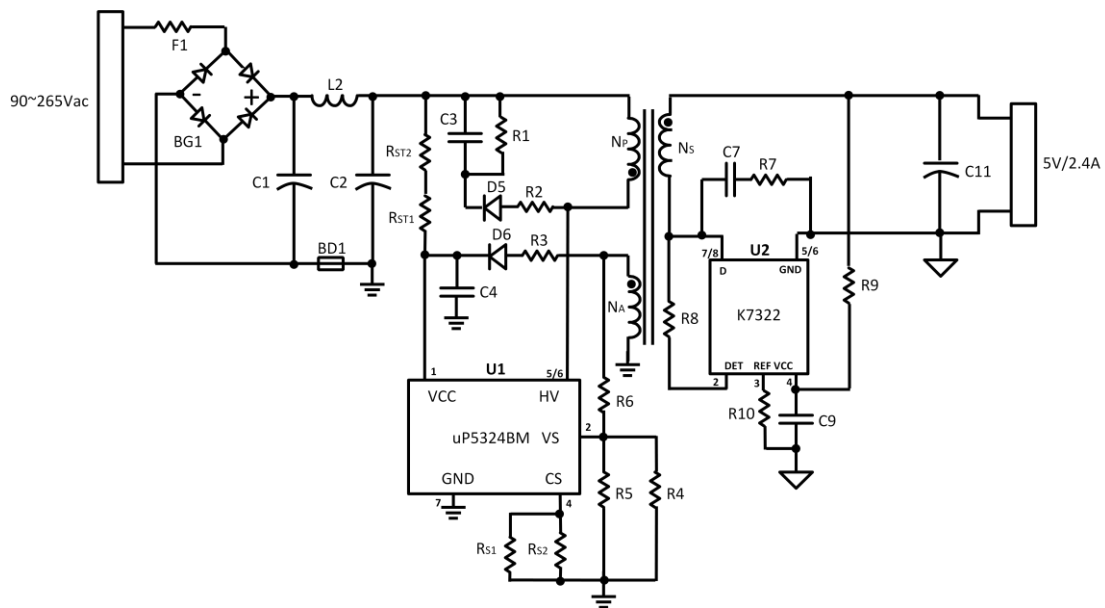 F1
90~265Vac
-
+
BG1
L2
C1
C2
BD1
RST2
RST1
C3
R1
D5
R2
D6
R3
C4
NP
NS
NA
C7
R7
C11
5V/2.4A
7/8
U2
5/6
D
GND
K7322
R8
R9
DET
REF
VCC
2
3
4
R10
C9
U1
1
5/6
VCC
HV
uP5324BM
VS
2
GND
CS
7
4
R6
R5
R4
RS1
RS2